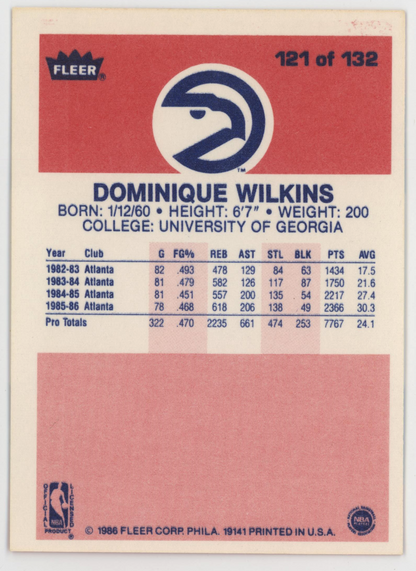 FLEER®
121 of 132
TM
DOMINIQUE WILKINS
BORN: 1/12/60 • HEIGHT: 6'7" • WEIGHT: 200
COLLEGE: UNIVERSITY OF GEORGIA
Year Club G FG% REB AST STL BLK PTS AVG
1982-83 Atlanta 82 .493 478 129 84 63 1434 17.5
1983-84 Atlanta 81 .479 582 126 117 87 1750 21.6
1984-85 Atlanta 81 .451 557 200 135 54 2217 27.4
1985-86 Atlanta 78 .468 618 206 138 49 2366 30.3
Pro Totals 322 .470 2235 661 474 253 7767 24.1
OFFICIAL LICENSED
NBA
PRODUCT
NBA
© 1986 FLEER CORP. PHILA. 19141 PRINTED IN U.S.A.